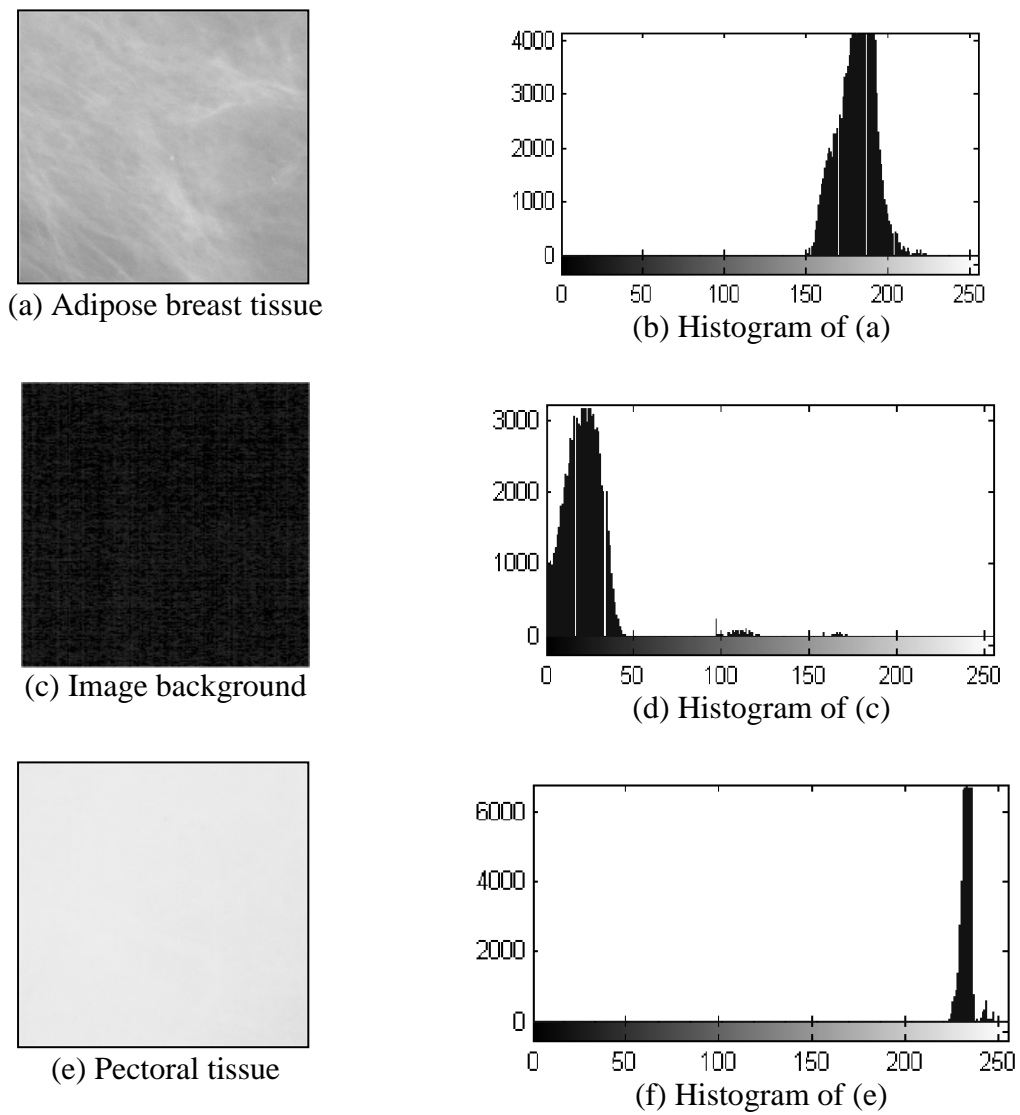 4000
3000
2000
1000
0
0 50 100 150 200 250
(a) Adipose breast tissue
(b) Histogram of (a)
3000
2000
1000
0
0 50 100 150 200 250
(c) Image background
(d) Histogram of (c)
6000
4000
2000
0
0 50 100 150 200 250
(e) Pectoral tissue
(f) Histogram of (e)